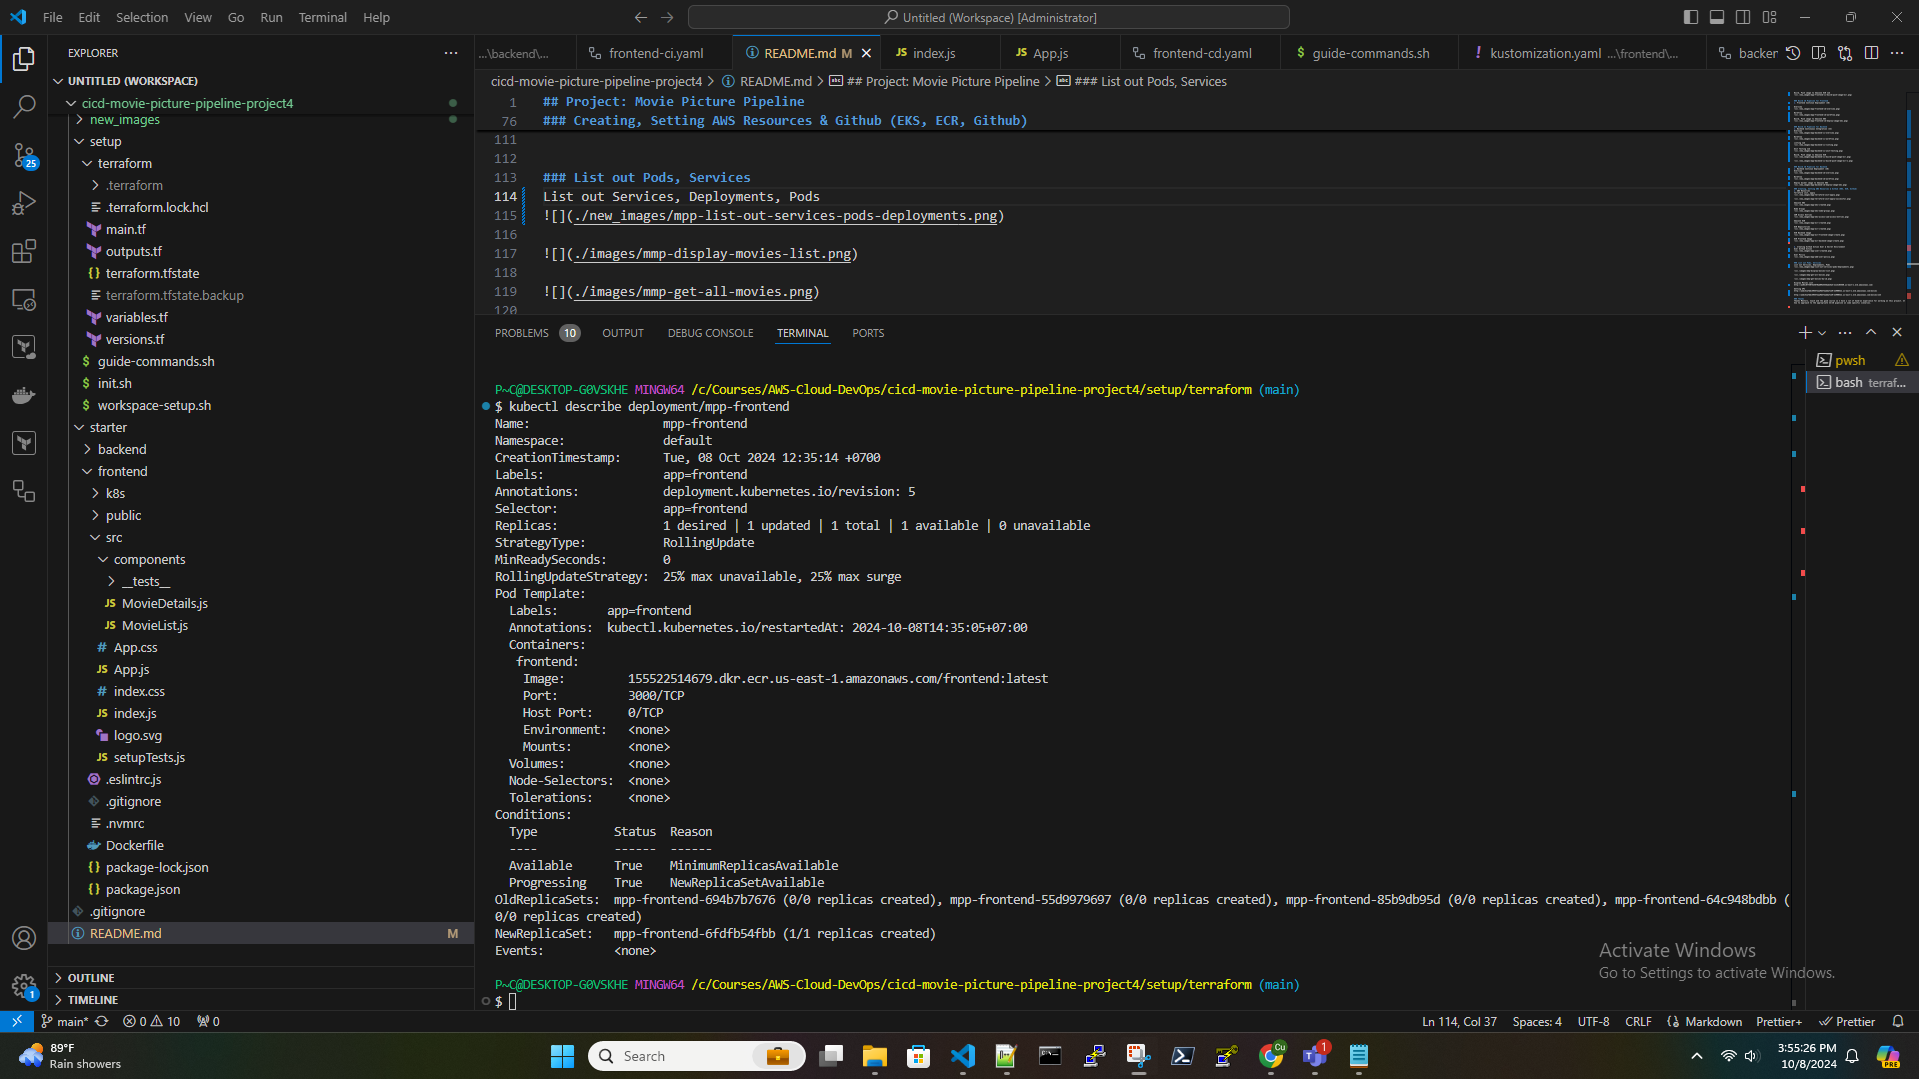 File Edit Selection View Go Run Terminal Help
Untitled (Workspace) [Administrator]
EXPLORER
...\backend\... frontend-ci.yaml README.md M index.js App.js frontend-cd.yaml guide-commands.sh kustomization.yaml ...\frontend\... backer
UNTITLED (WORKSPACE)
cicd-movie-picture-pipeline-project4 > README.md > ## Project: Movie Picture Pipeline > ### List out Pods, Services
cicd-movie-picture-pipeline-project4
new_images
setup
terraform
.terraform
.terraform.lock.hcl
main.tf
outputs.tf
terraform.tfstate
terraform.tfstate.backup
variables.tf
versions.tf
guide-commands.sh
init.sh
workspace-setup.sh
starter
backend
frontend
k8s
public
src
components
__tests__
MovieDetails.js
MovieList.js
App.css
App.js
index.css
index.js
logo.svg
setupTests.js
.eslintrc.js
.gitignore
.nvmrc
Dockerfile
package-lock.json
package.json
.gitignore
README.md M
OUTLINE
TIMELINE
25
1
1 ## Project: Movie Picture Pipeline
76 ### Creating, Setting AWS Resources & Github (EKS, ECR, Github)
111
112
113 ### List out Pods, Services
114 List out Services, Deployments, Pods
115 ![](./new_images/mpp-list-out-services-pods-deployments.png)
116
117 ![](./images/mmp-display-movies-list.png)
118
119 ![](./images/mmp-get-all-movies.png)
120
PROBLEMS 10 OUTPUT DEBUG CONSOLE TERMINAL PORTS
pwsh
bash terraf...
P~C@DESKTOP-G0VSKHE MINGW64 /c/Courses/AWS-Cloud-DevOps/cicd-movie-picture-pipeline-project4/setup/terraform (main)
$ kubectl describe deployment/mpp-frontend
Name: mpp-frontend
Namespace: default
CreationTimestamp: Tue, 08 Oct 2024 12:35:14 +0700
Labels: app=frontend
Annotations: deployment.kubernetes.io/revision: 5
Selector: app=frontend
Replicas: 1 desired | 1 updated | 1 total | 1 available | 0 unavailable
StrategyType: RollingUpdate
MinReadySeconds: 0
RollingUpdateStrategy: 25% max unavailable, 25% max surge
Pod Template:
Labels: app=frontend
Annotations: kubectl.kubernetes.io/restartedAt: 2024-10-08T14:35:05+07:00
Containers:
frontend:
Image: 155522514679.dkr.ecr.us-east-1.amazonaws.com/frontend:latest
Port: 3000/TCP
Host Port: 0/TCP
Environment: <none>
Mounts: <none>
Volumes: <none>
Node-Selectors: <none>
Tolerations: <none>
Conditions:
Type Status Reason
---- ------ ------
Available True MinimumReplicasAvailable
Progressing True NewReplicaSetAvailable
OldReplicaSets: mpp-frontend-694b7b7676 (0/0 replicas created), mpp-frontend-55d9979697 (0/0 replicas created), mpp-frontend-85b9db95d (0/0 replicas created), mpp-frontend-64c948bdbb (
0/0 replicas created)
NewReplicaSet: mpp-frontend-6fdfb54fbb (1/1 replicas created)
Events: <none>
P~C@DESKTOP-G0VSKHE MINGW64 /c/Courses/AWS-Cloud-DevOps/cicd-movie-picture-pipeline-project4/setup/terraform (main)
$
Activate Windows
Go to Settings to activate Windows.
main* 0 10 0 Ln 114, Col 37 Spaces: 4 UTF-8 CRLF Markdown Prettier+ Prettier
89°F
Rain showers
Search
Cu
1
3:55:26 PM
10/8/2024
PRE